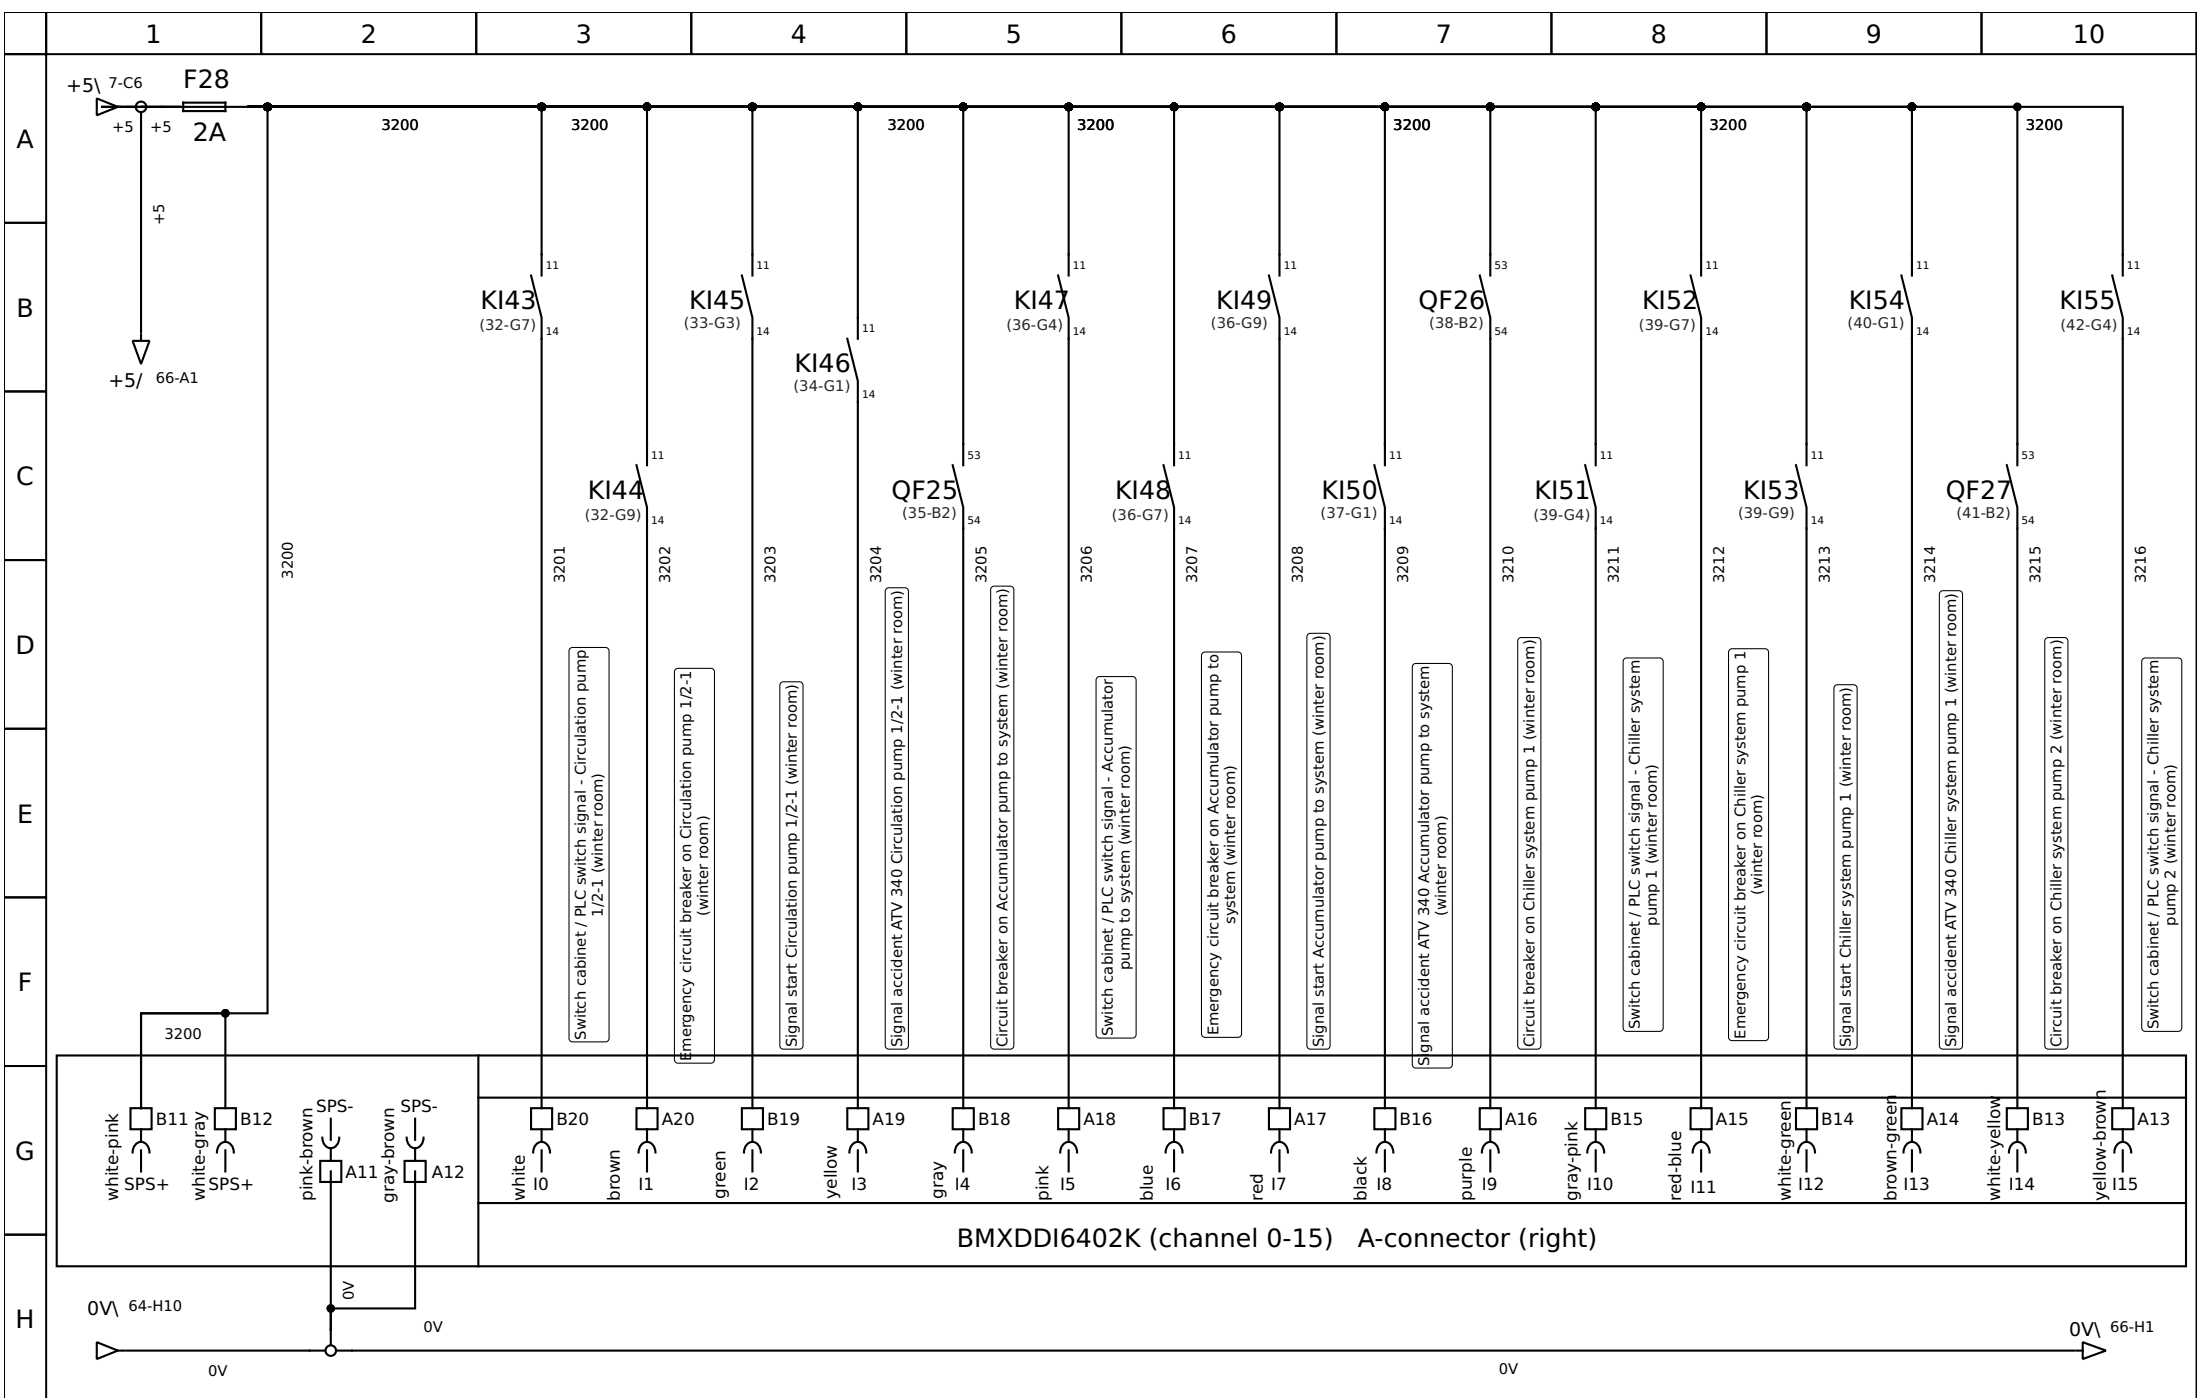 1 2 3 4 5 6 7 8 9 10
A
B
C
D
E
F
G
H
+5\ 7-C6
F28
+5 +5
2A
3200 3200 3200 3200 3200 3200 3200
+5
+5/ 66-A1
11 11 11 11 53 11 11 11
KI43 KI45 KI47 KI49 QF26 KI52 KI54 KI55
(32-G7) (33-G3) (36-G4) (36-G9) (38-B2) (39-G7) (40-G1) (42-G4)
14 14 14 14 54 14 14 14
11
KI46
(34-G1)
14
11 53 11 11 11 11 53
KI44 QF25 KI48 KI50 KI51 KI53 QF27
(32-G9) (35-B2) (36-G7) (37-G1) (39-G4) (39-G9) (41-B2)
14 54 14 14 14 14 54
3200
3201 3202 3203 3204 3205 3206 3207 3208 3209 3210 3211 3212 3213 3214 3215 3216
Switch cabinet / PLC switch signal - Circulation pump
1/2-1 (winter room)
Emergency circuit breaker on Circulation pump 1/2-1
(winter room)
Signal start Circulation pump 1/2-1 (winter room)
Signal accident ATV 340 Circulation pump 1/2-1 (winter room)
Circuit breaker on Accumulator pump to system (winter room)
Switch cabinet / PLC switch signal - Accumulator
pump to system (winter room)
Emergency circuit breaker on Accumulator pump to
system (winter room)
Signal start Accumulator pump to system (winter room)
Signal accident ATV 340 Accumulator pump to system
(winter room)
Circuit breaker on Chiller system pump 1 (winter room)
Switch cabinet / PLC switch signal - Chiller system
pump 1 (winter room)
Emergency circuit breaker on Chiller system pump 1
(winter room)
Signal start Chiller system pump 1 (winter room)
Signal accident ATV 340 Chiller system pump 1 (winter room)
Circuit breaker on Chiller system pump 2 (winter room)
Switch cabinet / PLC switch signal - Chiller system
pump 2 (winter room)
3200
SPS- SPS-
B11 B12 B20 A20 B19 A19 B18 A18 B17 A17 B16 A16 B15 A15 B14 A14 B13 A13
A11 A12
white-pink white-gray pink-brown gray-brown white brown green yellow gray pink blue red black purple gray-pink red-blue white-green brown-green white-yellow yellow-brown
SPS+ SPS+ I0 I1 I2 I3 I4 I5 I6 I7 I8 I9 I10 I11 I12 I13 I14 I15
BMXDDI6402K (channel 0-15) A-connector (right)
0V
0V\ 64-H10
0V
0V\ 66-H1
0V 0V